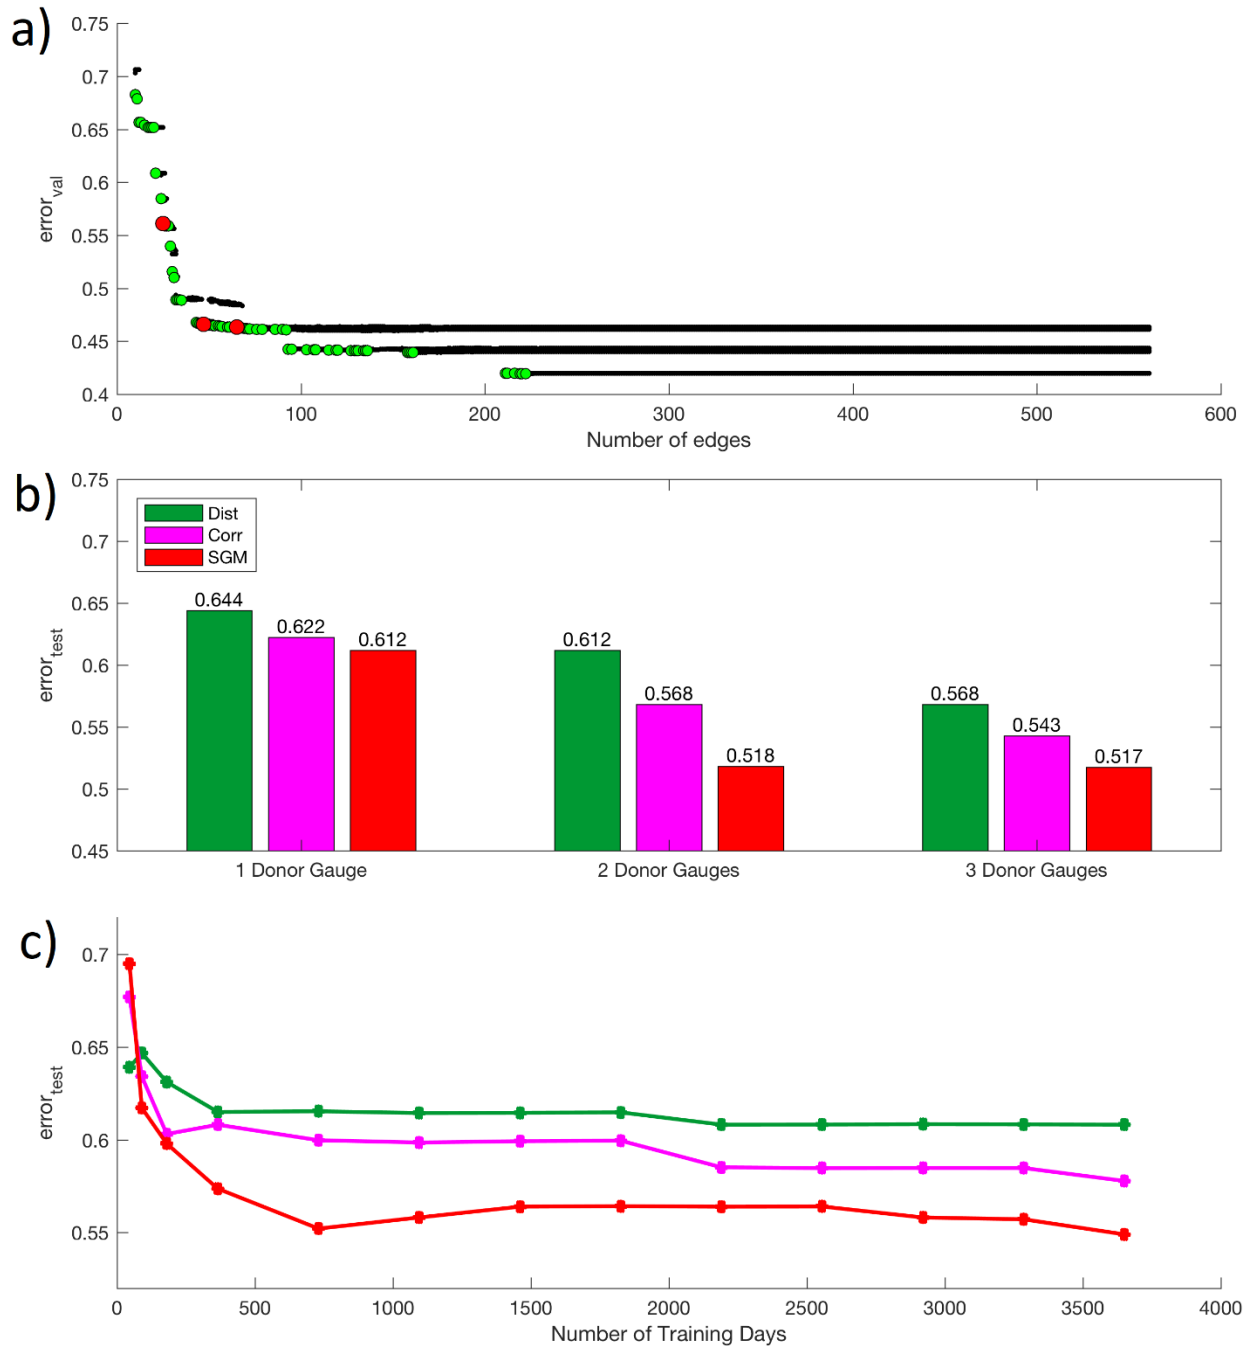 a)
0.75
0.7
0.65
0.6
0.55
0.5
0.45
0.4
error_val
0 100 200 300 400 500 600
Number of edges
b)
0.75
0.7
0.65
0.6
0.55
0.5
0.45
error_test
Dist
Corr
SGM
0.644 0.622 0.612 0.612 0.568 0.518 0.568 0.543 0.517
1 Donor Gauge 2 Donor Gauges 3 Donor Gauges
c)
0.7
0.65
0.6
0.55
error_test
0 500 1000 1500 2000 2500 3000 3500 4000
Number of Training Days